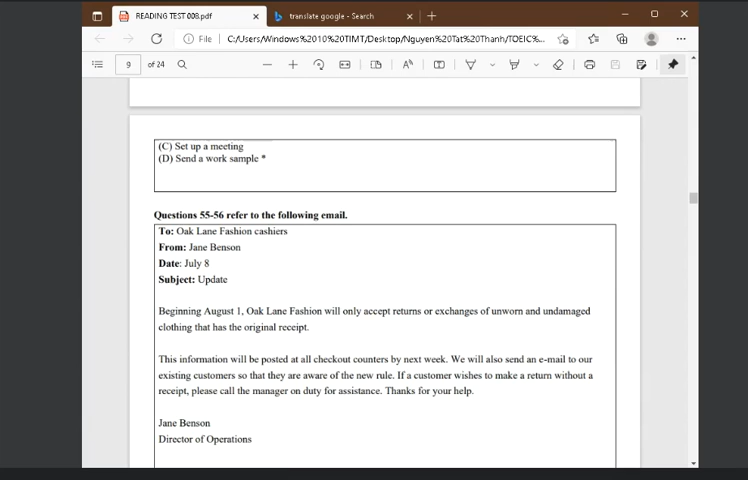 READING TEST 008.pdf
translate google - Search
File
C:/Users/Windows%2010%20TIMT/Desktop/Nguyen%20Tat%20Thanh/TOEIC%...
9 of 24
(C) Set up a meeting
(D) Send a work sample *
Questions 55-56 refer to the following email.
To: Oak Lane Fashion cashiers
From: Jane Benson
Date: July 8
Subject: Update
Beginning August 1, Oak Lane Fashion will only accept returns or exchanges of unworn and undamaged
clothing that has the original receipt.
This information will be posted at all checkout counters by next week. We will also send an e-mail to our
existing customers so that they are aware of the new rule. If a customer wishes to make a return without a
receipt, please call the manager on duty for assistance. Thanks for your help.
Jane Benson
Director of Operations